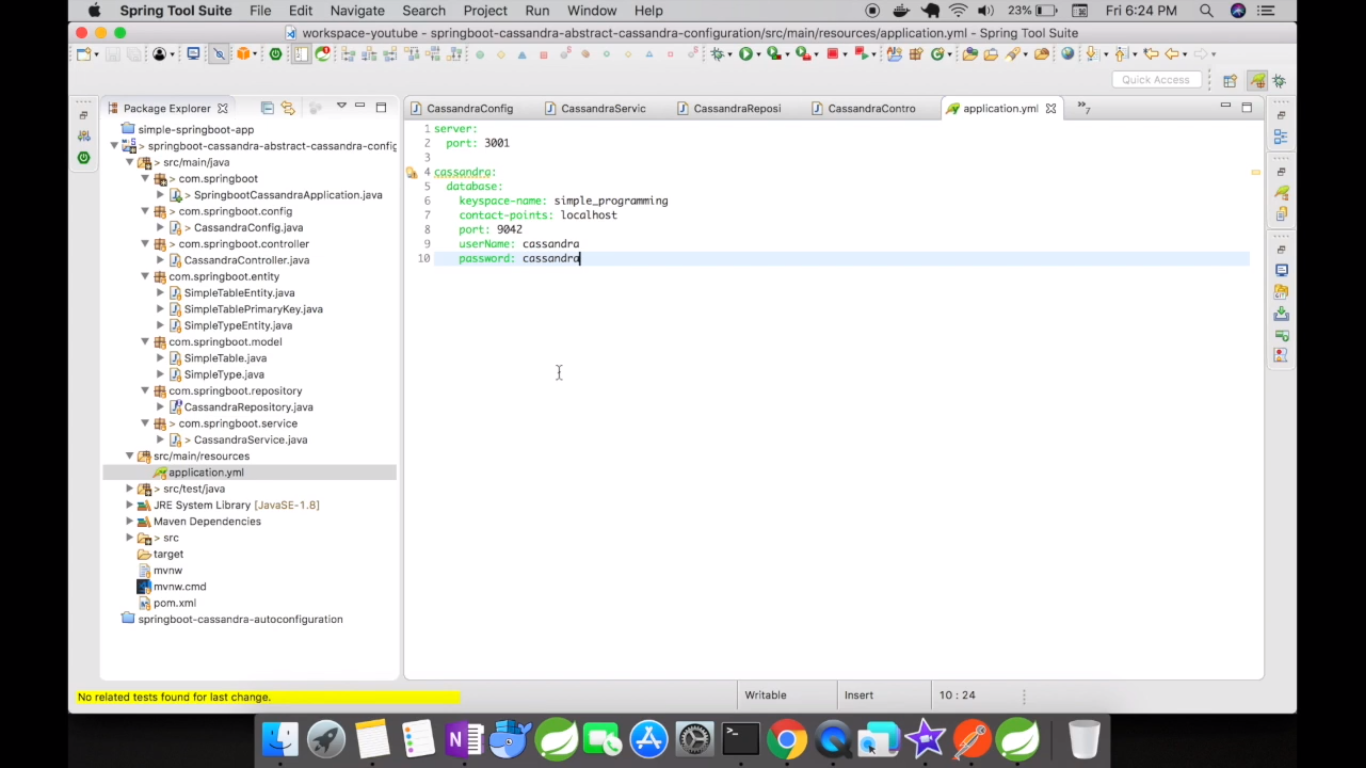 Spring Tool Suite File Edit Navigate Search Project Run Window Help 23% Fri 6:24 PM
workspace-youtube - springboot-cassandra-abstract-cassandra-configuration/src/main/resources/application.yml - Spring Tool Suite
Quick Access
Package Explorer
CassandraConfig CassandraServic CassandraReposi CassandraContro application.yml »7
simple-springboot-app
> springboot-cassandra-abstract-cassandra-config
> src/main/java
> com.springboot
> SpringbootCassandraApplication.java
> com.springboot.config
> CassandraConfig.java
> com.springboot.controller
CassandraController.java
com.springboot.entity
SimpleTableEntity.java
SimpleTablePrimaryKey.java
SimpleTypeEntity.java
com.springboot.model
SimpleTable.java
SimpleType.java
com.springboot.repository
CassandraRepository.java
> com.springboot.service
> CassandraService.java
src/main/resources
application.yml
> src/test/java
JRE System Library [JavaSE-1.8]
Maven Dependencies
> src
target
mvnw
mvnw.cmd
pom.xml
springboot-cassandra-autoconfiguration
1 server:
2 port: 3001
3
4 cassandra:
5 database:
6 keyspace-name: simple_programming
7 contact-points: localhost
8 port: 9042
9 userName: cassandra
10 password: cassandra
No related tests found for last change.
Writable Insert 10 : 24